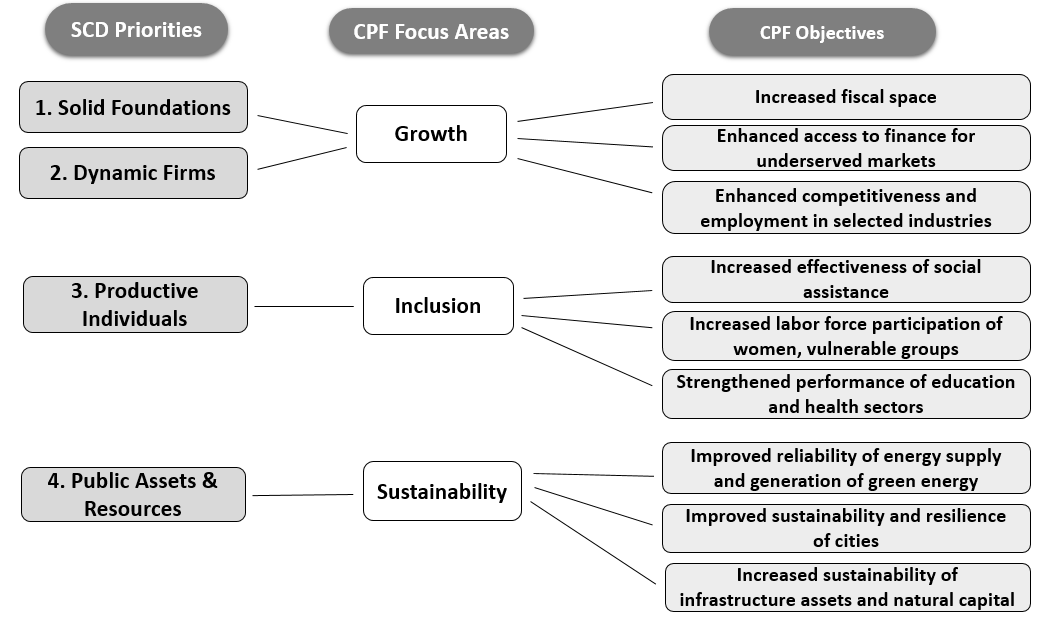 SCD Priorities
CPF Focus Areas
CPF Objectives
1. Solid Foundations
2. Dynamic Firms
Growth
Increased fiscal space
Enhanced access to finance for
underserved markets
Enhanced competitiveness and
employment in selected industries
3. Productive
Individuals
Inclusion
Increased effectiveness of social
assistance
Increased labor force participation of
women, vulnerable groups
Strengthened performance of education
and health sectors
4. Public Assets &
Resources
Sustainability
Improved reliability of energy supply
and generation of green energy
Improved sustainability and resilience
of cities
Increased sustainability of
infrastructure assets and natural capital